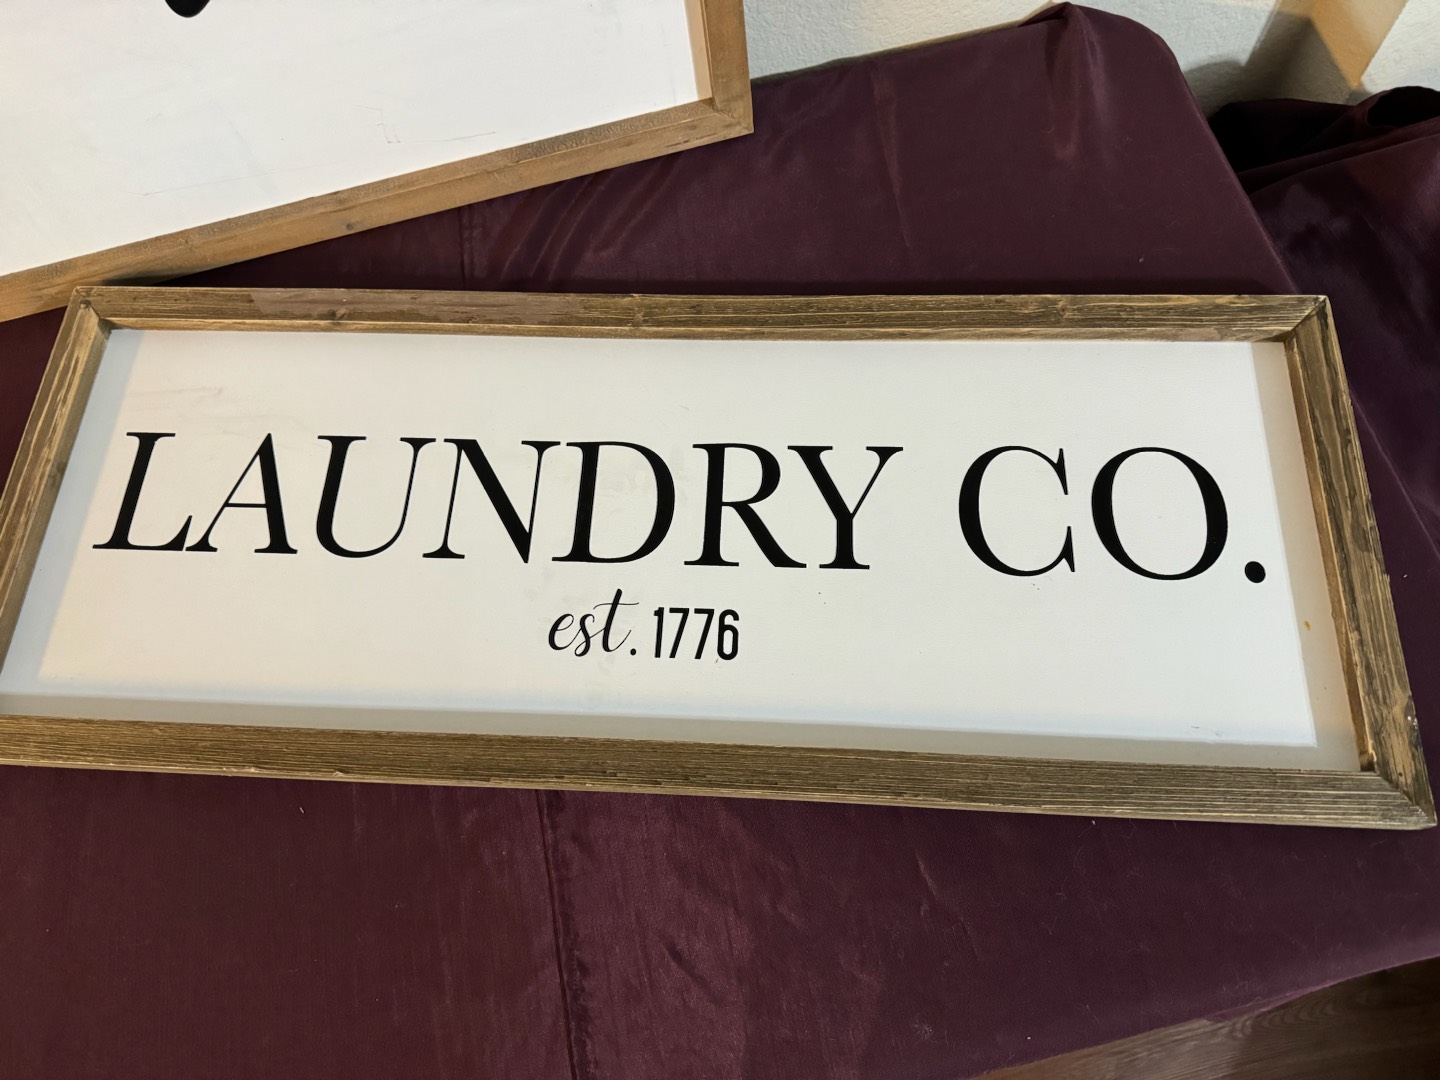 LAUNDRY CO.
est. 1776